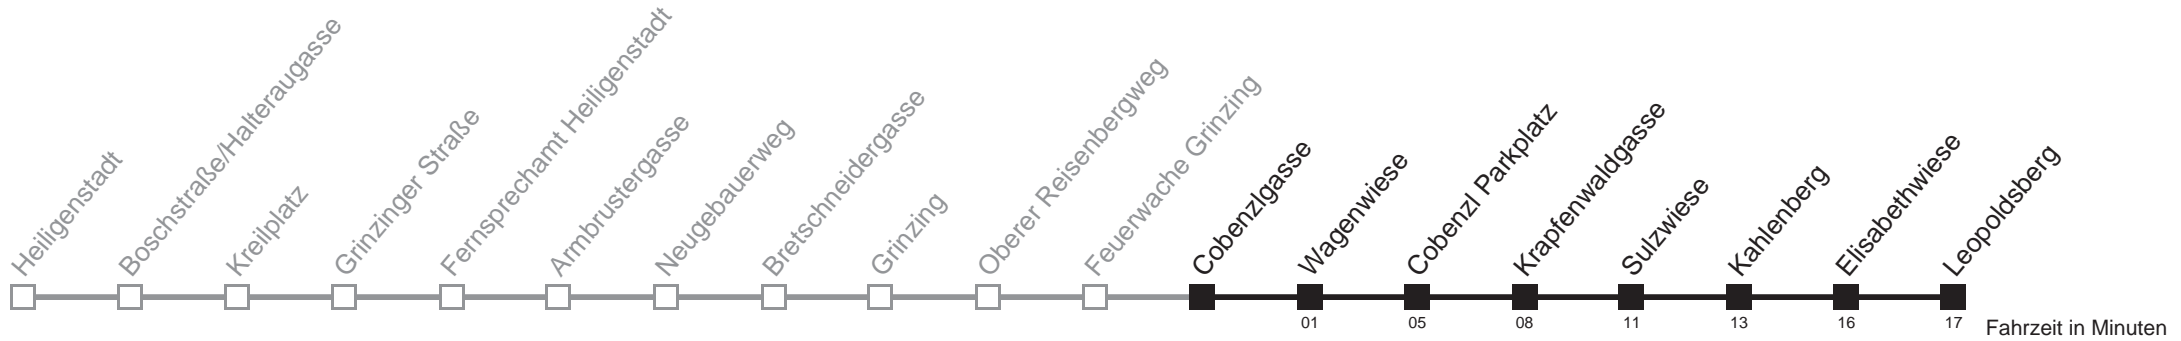 Heiligenstadt
Boschstraße/Halteraugasse
Kreilplatz
Grinzinger Straße
Fernsprechamt Heiligenstadt
Armbrustergasse
Neugebauerweg
Bretschneidergasse
Grinzing
Oberer Reisenbergweg
Feuerwache Grinzing
Cobenzlgasse
Wagenwiese
Cobenzl Parkplatz
Krapfenwaldgasse
Sulzwiese
Kahlenberg
Elisabethwiese
Leopoldsberg
01 05 08 11 13 16 17 Fahrzeit in Minuten